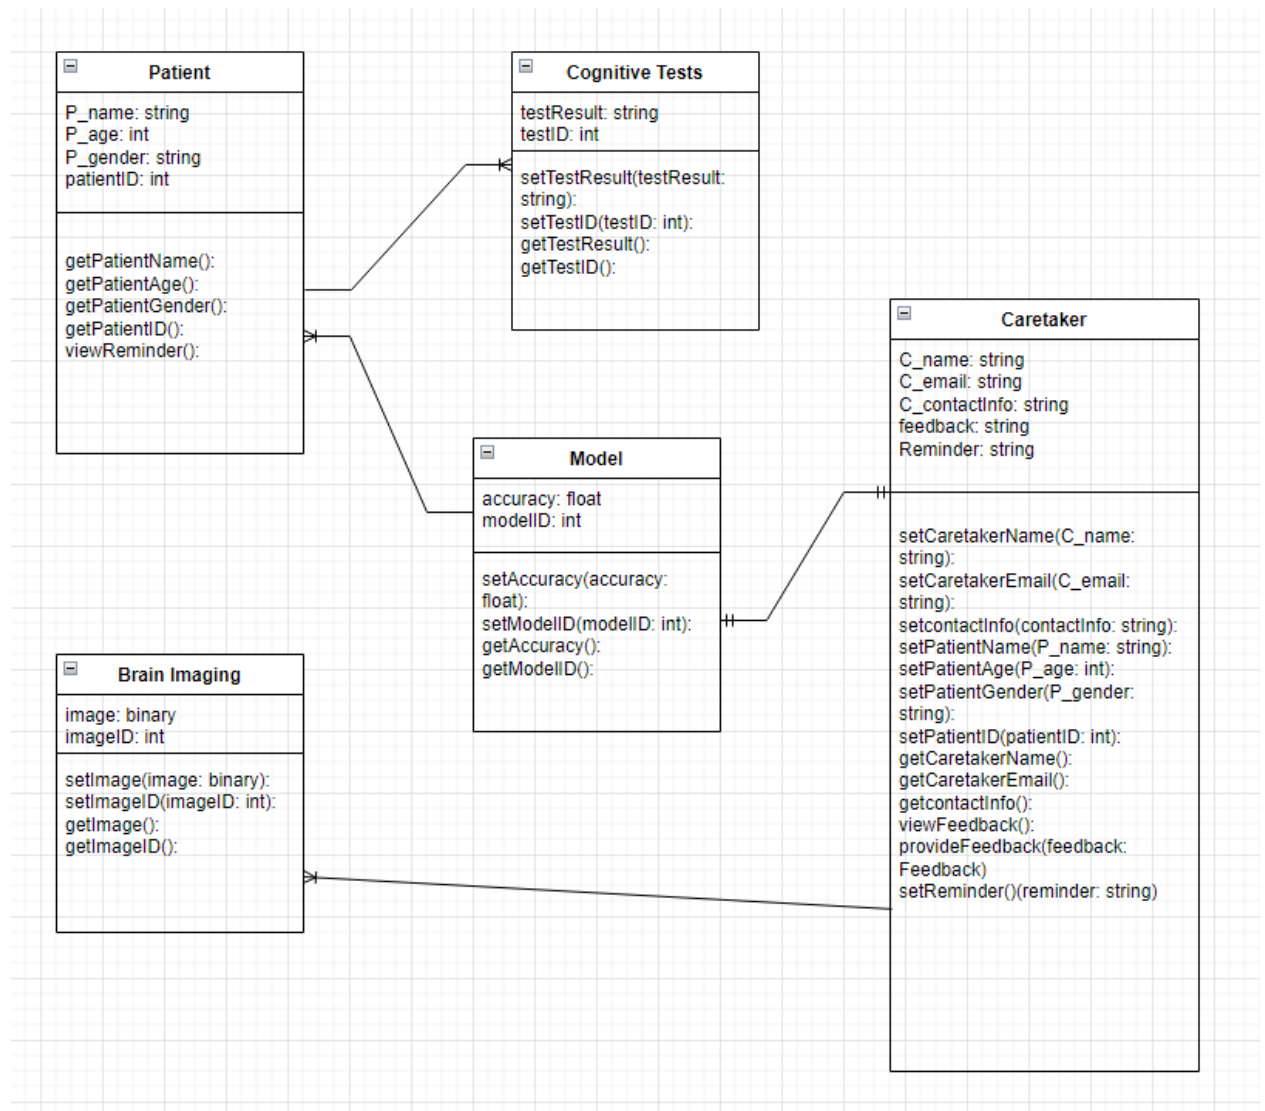 Patient
P_name: string
P_age: int
P_gender: string
patientID: int
getPatientName():
getPatientAge():
getPatientGender():
getPatientID():
viewReminder():
Cognitive Tests
testResult: string
testID: int
setTestResult(testResult:
string):
setTestID(testID: int):
getTestResult():
getTestID():
Caretaker
C_name: string
C_email: string
C_contactInfo: string
feedback: string
Reminder: string
setCaretakerName(C_name:
string):
setCaretakerEmail(C_email:
string):
setcontactInfo(contactInfo: string):
setPatientName(P_name: string):
setPatientAge(P_age: int):
setPatientGender(P_gender:
string):
setPatientID(patientID: int):
getCaretakerName():
getCaretakerEmail():
getcontactInfo():
viewFeedback():
provideFeedback(feedback:
Feedback)
setReminder()(reminder: string)
Model
accuracy: float
modelID: int
setAccuracy(accuracy:
float):
setModelID(modelID: int):
getAccuracy():
getModelID():
Brain Imaging
image: binary
imageID: int
setImage(image: binary):
setImageID(imageID: int):
getImage():
getImageID():